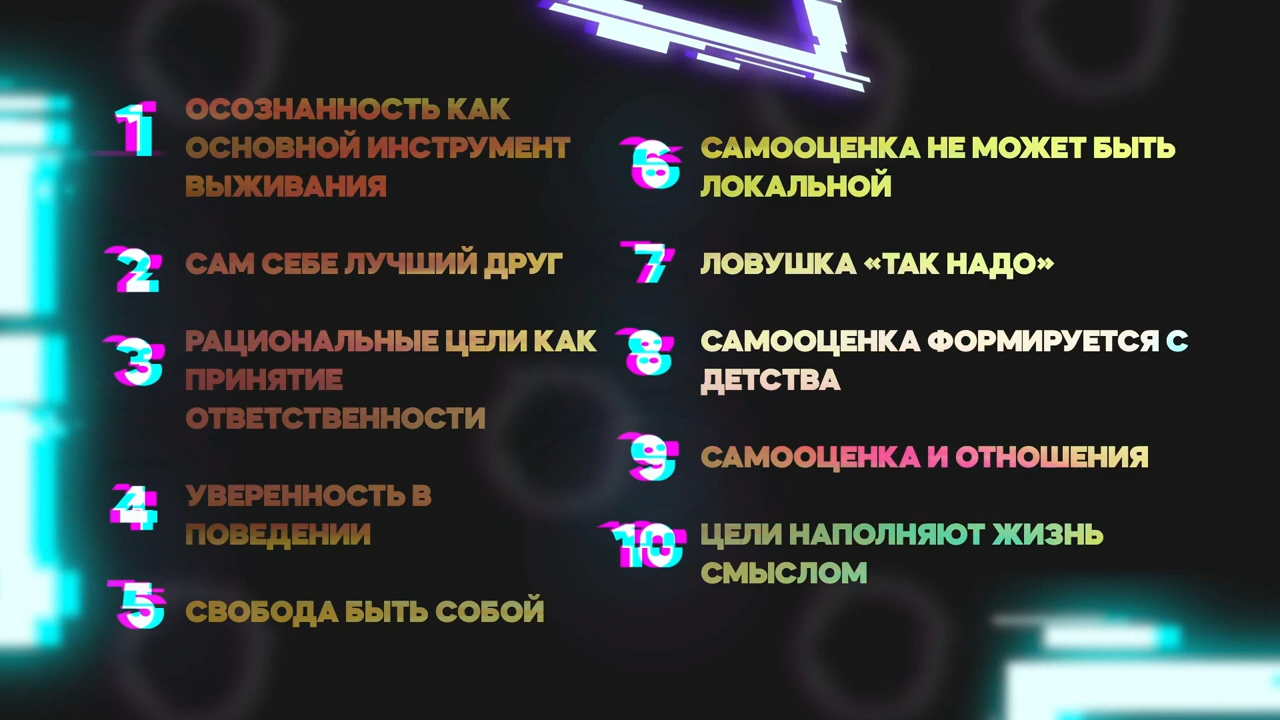 1
ОСОЗНАННОСТЬ КАК
ОСНОВНОЙ ИНСТРУМЕНТ
ВЫЖИВАНИЯ
2
САМ СЕБЕ ЛУЧШИЙ ДРУГ
3
РАЦИОНАЛЬНЫЕ ЦЕЛИ КАК
ПРИНЯТИЕ
ОТВЕТСТВЕННОСТИ
4
УВЕРЕННОСТЬ В
ПОВЕДЕНИИ
5
СВОБОДА БЫТЬ СОБОЙ
6
САМООЦЕНКА НЕ МОЖЕТ БЫТЬ
ЛОКАЛЬНОЙ
7
ЛОВУШКА «ТАК НАДО»
8
САМООЦЕНКА ФОРМИРУЕТСЯ С
ДЕТСТВА
9
САМООЦЕНКА И ОТНОШЕНИЯ
10
ЦЕЛИ НАПОЛНЯЮТ ЖИЗНЬ
СМЫСЛОМ